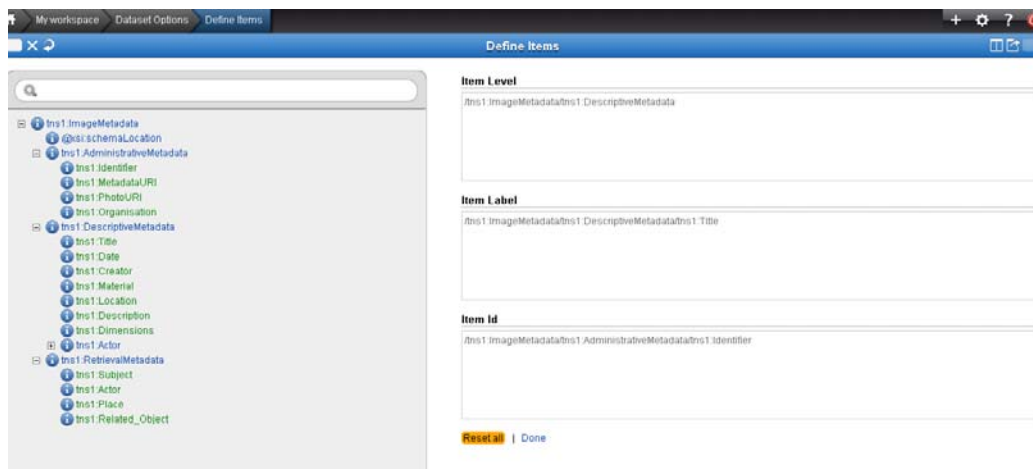 My workspace Dataset Options Define Items
+ ?
Define Items
tns1:ImageMetadata
@xsi:schemaLocation
tns1:AdministrativeMetadata
tns1:Identifier
tns1:MetadataURI
tns1:PhotoURI
tns1:Organisation
tns1:DescriptiveMetadata
tns1:Title
tns1:Date
tns1:Creator
tns1:Material
tns1:Location
tns1:Description
tns1:Dimensions
tns1:Actor
tns1:RetrievalMetadata
tns1:Subject
tns1:Actor
tns1:Place
tns1:Related_Object
Item Level
/tns1:ImageMetadata/tns1:DescriptiveMetadata
Item Label
/tns1:ImageMetadata/tns1:DescriptiveMetadata/tns1:Title
Item Id
/tns1:ImageMetadata/tns1:AdministrativeMetadata/tns1:Identifier
Reset all | Done